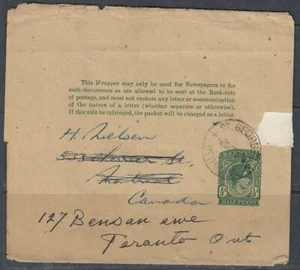 This Wrapper may only be used for Newspapers or for
such documents as are allowed to be sent at the Book-rate
of postage, and must not enclose any letter or communication
of the nature of a letter (whether separate or otherwise).
If this rule be infringed, the packet will be charged as a letter.
H. Nielsen
Canada
127 Bensan ave
Toranto Ont
HALF PENNY